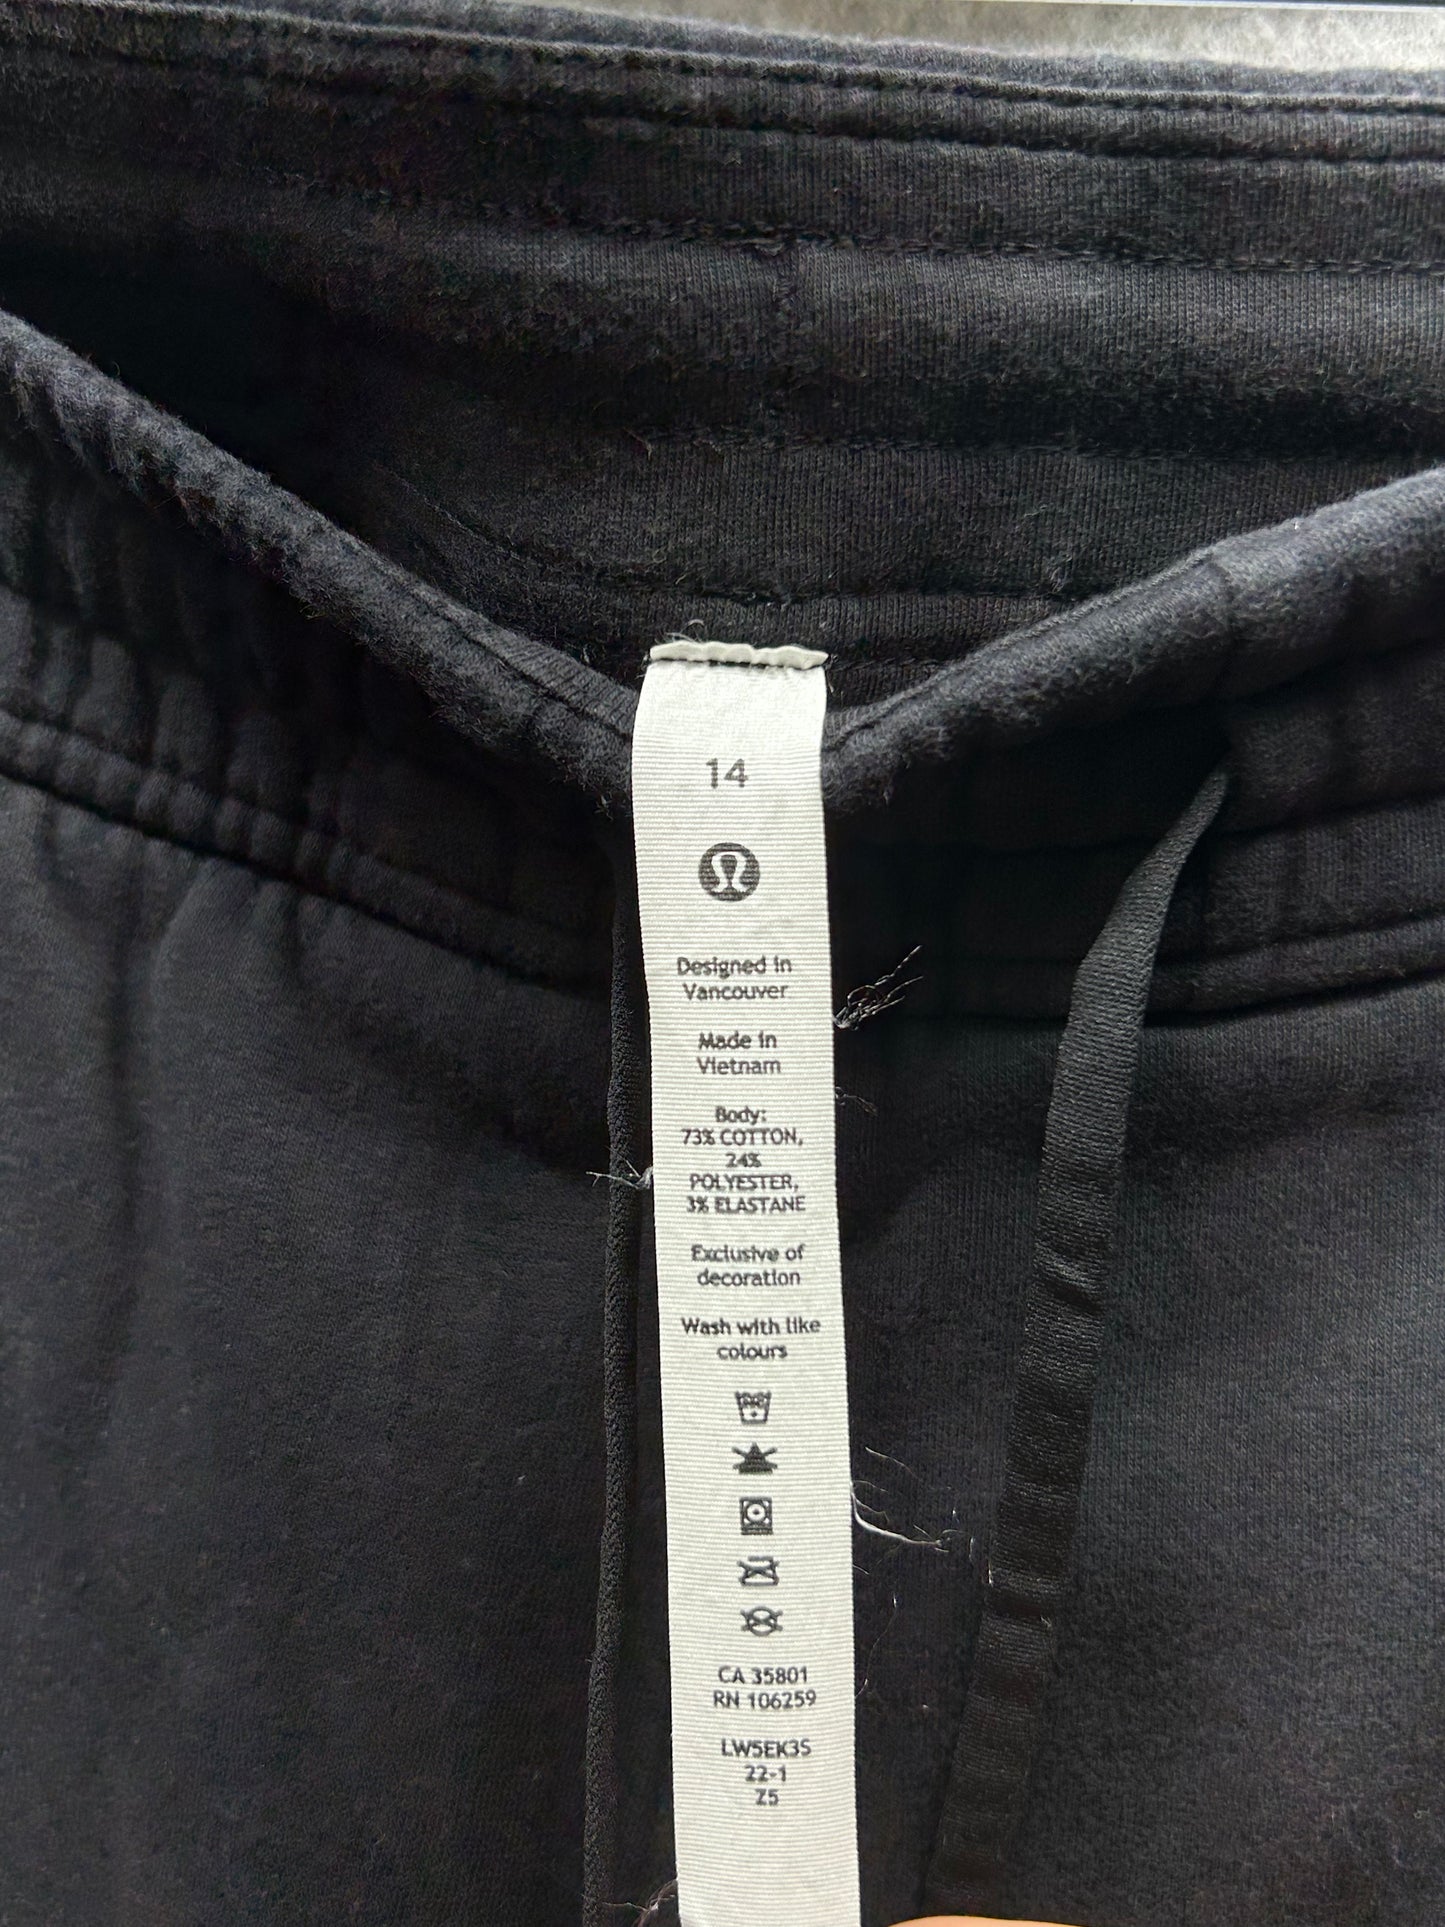 14
Designed in
Vancouver
Made in
Vietnam
Body:
73% COTTON,
24%
POLYESTER,
3% ELASTANE
Exclusive of
decoration
Wash with like
colours
CA 35801
RN 106259
LW5EK3S
22-1
Z5